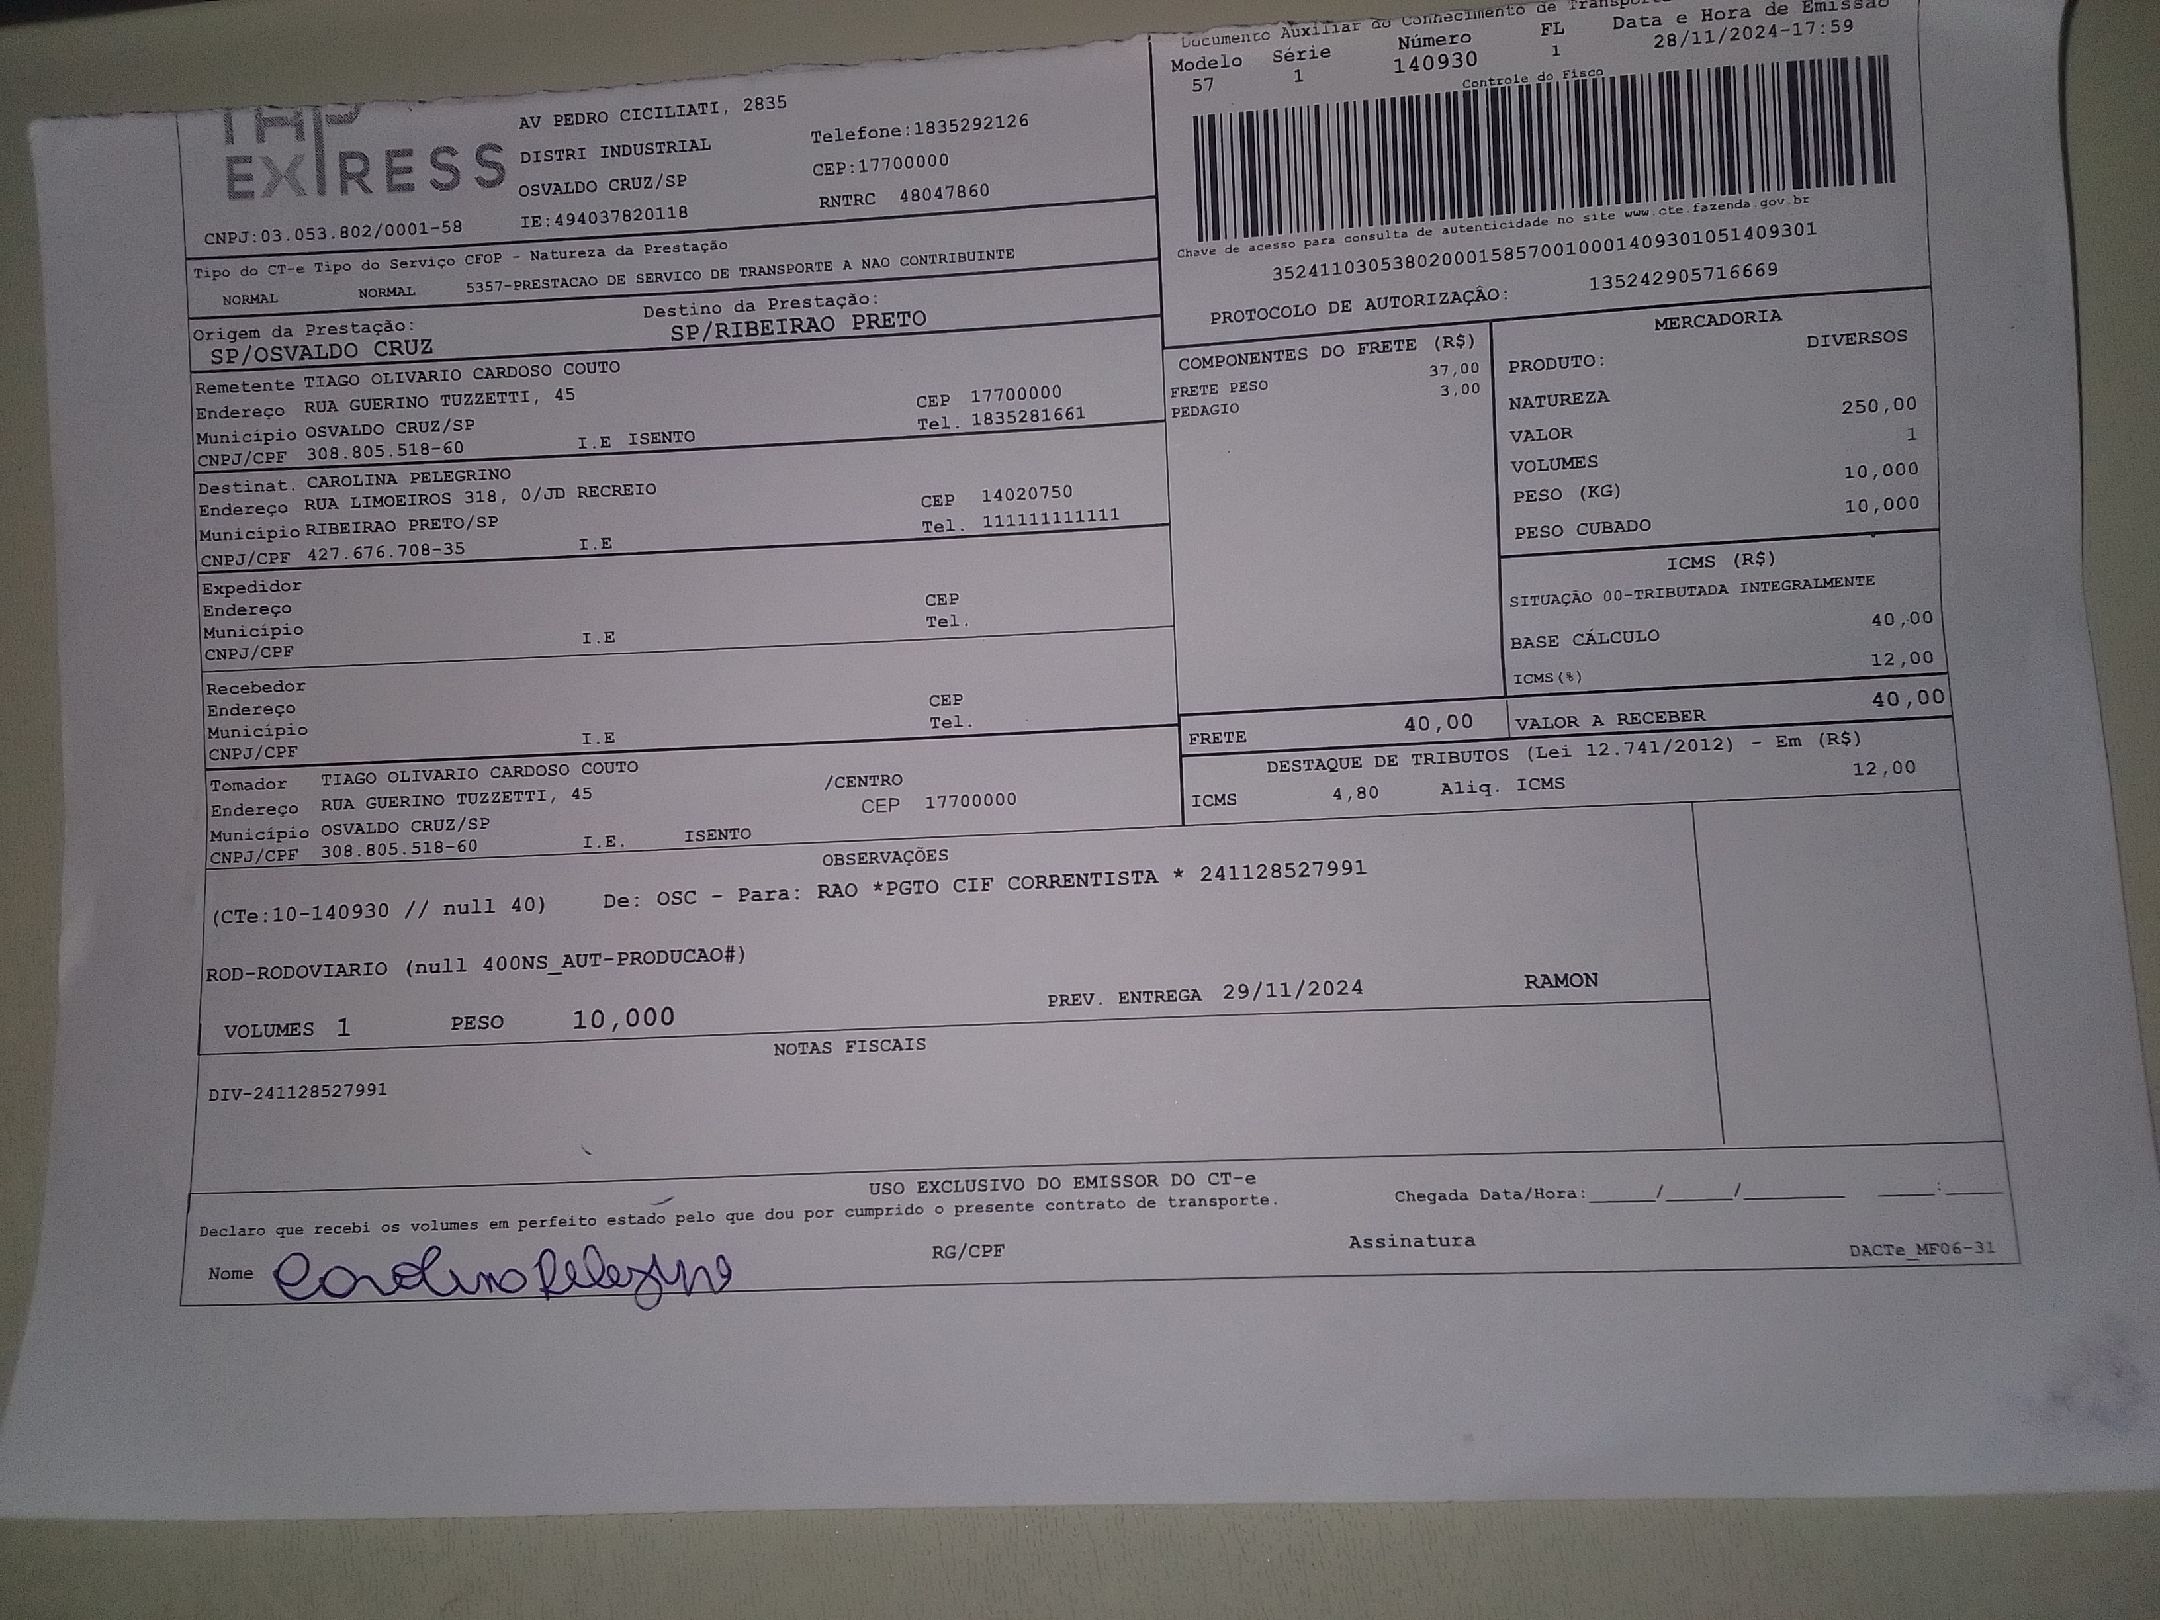 Documento Auxiliar do Conhecimento de
Modelo Série Número FL Data e Hora de Emissão
57 1 140930 1 28/11/2024-17:59
Controle do Fisco
EXPRESS
AV PEDRO CICILIATI, 2835
DISTRI INDUSTRIAL Telefone:1835292126
OSVALDO CRUZ/SP CEP:17700000
CNPJ:03.053.802/0001-58 IE:494037820118 RNTRC 48047860
Chave de acesso para consulta de autenticidade no site www.cte.fazenda.gov.br
35241103053802000158570010001409301051409301
PROTOCOLO DE AUTORIZAÇÃO: 135242905716669
Tipo do CT-e Tipo do Serviço CFOP - Natureza da Prestação
NORMAL NORMAL 5357-PRESTACAO DE SERVICO DE TRANSPORTE A NAO CONTRIBUINTE
Origem da Prestação: Destino da Prestação:
SP/OSVALDO CRUZ SP/RIBEIRAO PRETO
Remetente TIAGO OLIVARIO CARDOSO COUTO
Endereço RUA GUERINO TUZZETTI, 45 CEP 17700000
Município OSVALDO CRUZ/SP Tel. 1835281661
CNPJ/CPF 308.805.518-60 I.E ISENTO
Destinat. CAROLINA PELEGRINO
Endereço RUA LIMOEIROS 318, 0/JD RECREIO CEP 14020750
Município RIBEIRAO PRETO/SP Tel. 111111111111
CNPJ/CPF 427.676.708-35 I.E
Expedidor
Endereço CEP
Município Tel.
CNPJ/CPF I.E
Recebedor
Endereço CEP
Município Tel.
CNPJ/CPF I.E
Tomador TIAGO OLIVARIO CARDOSO COUTO /CENTRO
Endereço RUA GUERINO TUZZETTI, 45 CEP 17700000
Município OSVALDO CRUZ/SP
CNPJ/CPF 308.805.518-60 I.E. ISENTO
COMPONENTES DO FRETE (R$)
FRETE PESO 37,00
PEDAGIO 3,00
MERCADORIA
PRODUTO: DIVERSOS
NATUREZA
VALOR 250,00
VOLUMES 1
PESO (KG) 10,000
PESO CUBADO 10,000
ICMS (R$)
SITUAÇÃO 00-TRIBUTADA INTEGRALMENTE
BASE CÁLCULO 40,00
ICMS(%) 12,00
FRETE 40,00 VALOR A RECEBER 40,00
DESTAQUE DE TRIBUTOS (Lei 12.741/2012) - Em (R$)
ICMS 4,80 Aliq. ICMS 12,00
OBSERVAÇÕES
(CTe:10-140930 // null 40) De: OSC - Para: RAO *PGTO CIF CORRENTISTA * 241128527991
ROD-RODOVIARIO (null 400NS_AUT-PRODUCAO#)
VOLUMES 1 PESO 10,000 PREV. ENTREGA 29/11/2024 RAMON
NOTAS FISCAIS
DIV-241128527991
USO EXCLUSIVO DO EMISSOR DO CT-e
Declaro que recebi os volumes em perfeito estado pelo que dou por cumprido o presente contrato de transporte. Chegada Data/Hora:______/______/_________ _____:_____
Nome Carolina Pelegrino RG/CPF Assinatura
DACTe_MF06-31